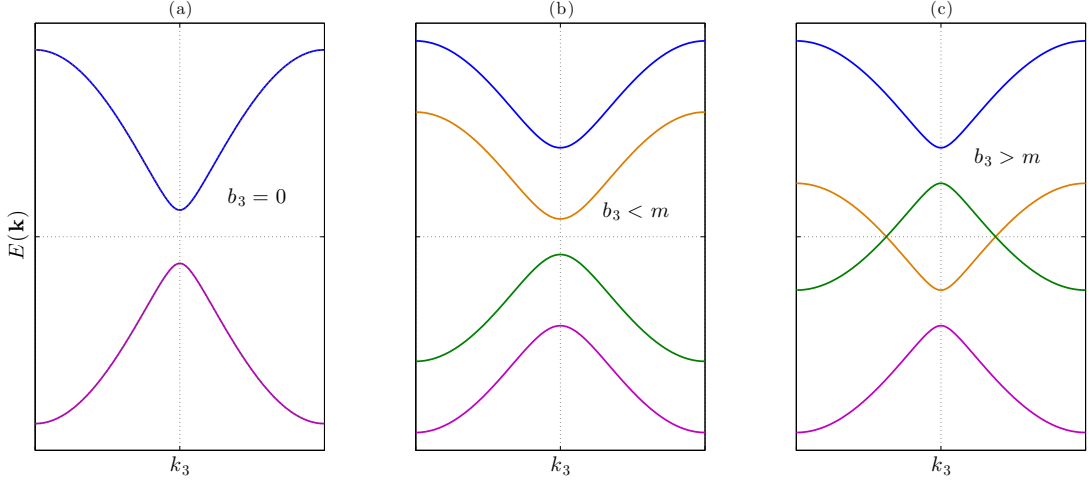 (a)
(b)
(c)
E(k)
b₃ = 0
b₃ < m
b₃ > m
k₃
k₃
k₃